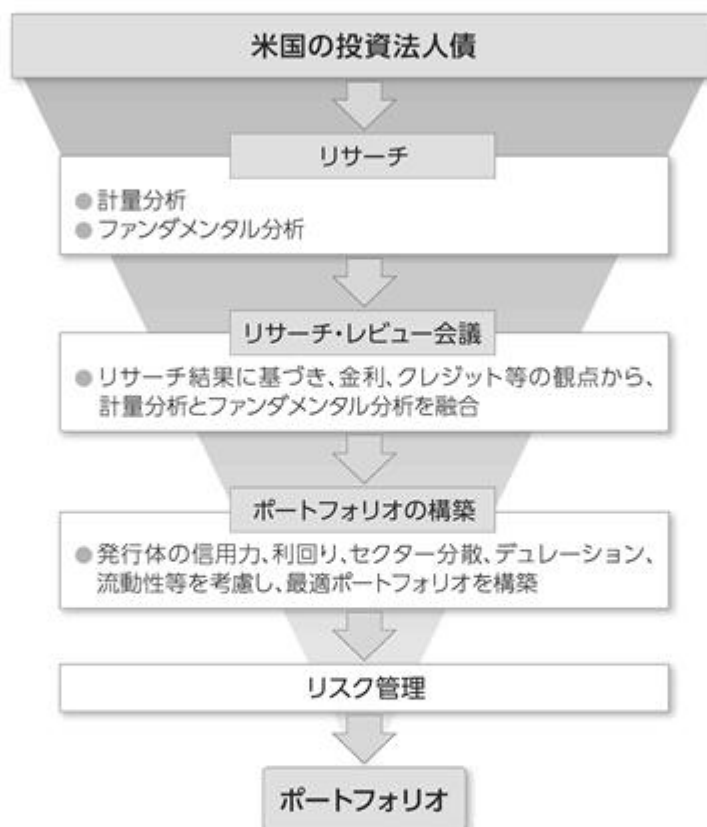 米国の投資法人債
リサーチ
●計量分析
●ファンダメンタル分析
リサーチ・レビュー会議
●リサーチ結果に基づき、金利、クレジット等の観点から、
計量分析とファンダメンタル分析を融合
ポートフォリオの構築
●発行体の信用力、利回り、セクター分散、デュレーション、
流動性等を考慮し、最適ポートフォリオを構築
リスク管理
ポートフォリオ